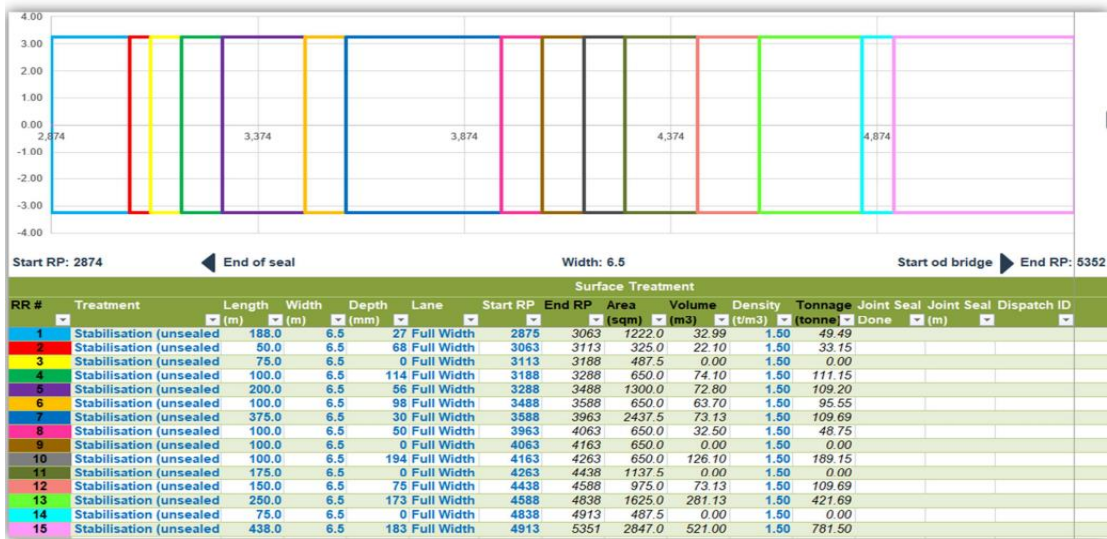 4.00
3.00
2.00
1.00
0.00
2,874 3,374 3,874 4,374 4,874
-1.00
-2.00
-3.00
-4.00
Start RP: 2874 End of seal Width: 6.5 Start od bridge End RP: 5352
Surface Treatment
RR # Treatment Length Width Depth Lane Start RP End RP Area Volume Density Tonnage Joint Seal Joint Seal Dispatch ID
(m) (m) (mm) (sqm) (m3) (t/m3) (tonne) Done (m)
1 Stabilisation (unsealed 188.0 6.5 27 Full Width 2875 3063 1222.0 32.99 1.50 49.49
2 Stabilisation (unsealed 50.0 6.5 68 Full Width 3063 3113 325.0 22.10 1.50 33.15
3 Stabilisation (unsealed 75.0 6.5 0 Full Width 3113 3188 487.5 0.00 1.50 0.00
4 Stabilisation (unsealed 100.0 6.5 114 Full Width 3188 3288 650.0 74.10 1.50 111.15
5 Stabilisation (unsealed 200.0 6.5 56 Full Width 3288 3488 1300.0 72.80 1.50 109.20
6 Stabilisation (unsealed 100.0 6.5 98 Full Width 3488 3588 650.0 63.70 1.50 95.55
7 Stabilisation (unsealed 375.0 6.5 30 Full Width 3588 3963 2437.5 73.13 1.50 109.69
8 Stabilisation (unsealed 100.0 6.5 50 Full Width 3963 4063 650.0 32.50 1.50 48.75
9 Stabilisation (unsealed 100.0 6.5 0 Full Width 4063 4163 650.0 0.00 1.50 0.00
10 Stabilisation (unsealed 100.0 6.5 194 Full Width 4163 4263 650.0 126.10 1.50 189.15
11 Stabilisation (unsealed 175.0 6.5 0 Full Width 4263 4438 1137.5 0.00 1.50 0.00
12 Stabilisation (unsealed 150.0 6.5 75 Full Width 4438 4588 975.0 73.13 1.50 109.69
13 Stabilisation (unsealed 250.0 6.5 173 Full Width 4588 4838 1625.0 281.13 1.50 421.69
14 Stabilisation (unsealed 75.0 6.5 0 Full Width 4838 4913 487.5 0.00 1.50 0.00
15 Stabilisation (unsealed 438.0 6.5 183 Full Width 4913 5351 2847.0 521.00 1.50 781.50